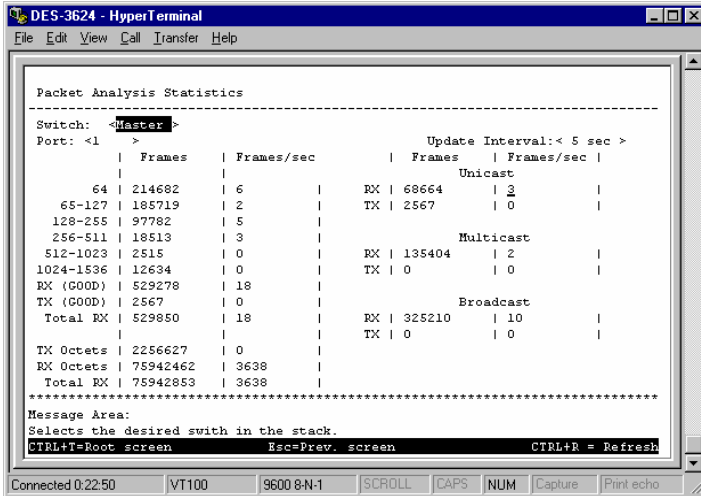 DES-3624 - HyperTerminal
File Edit View Call Transfer Help
Packet Analysis Statistics
--------------------------------------------------------------------------------
Switch: <Master >
Port: <1 > Update Interval:< 5 sec >
| Frames | Frames/sec | Frames | Frames/sec |
| | Unicast
64 | 214682 | 6 | RX | 68664 | 3 |
65-127 | 185719 | 2 | TX | 2567 | 0 |
128-255 | 97782 | 5 |
256-511 | 18513 | 3 | Multicast
512-1023 | 2515 | 0 | RX | 135404 | 2 |
1024-1536 | 12634 | 0 | TX | 0 | 0 |
RX (GOOD) | 529278 | 18 |
TX (GOOD) | 2567 | 0 | Broadcast
Total RX | 529850 | 18 | RX | 325210 | 10 |
| | | TX | 0 | 0 |
TX Octets | 2256627 | 0 |
RX Octets | 75942462 | 3638 |
Total RX | 75942853 | 3638 |
********************************************************************************
Message Area:
Selects the desired swith in the stack.
CTRL+T=Root screen Esc=Prev. screen CTRL+R = Refresh
Connected 0:22:50 VT100 9600 8-N-1 SCROLL CAPS NUM Capture Print echo